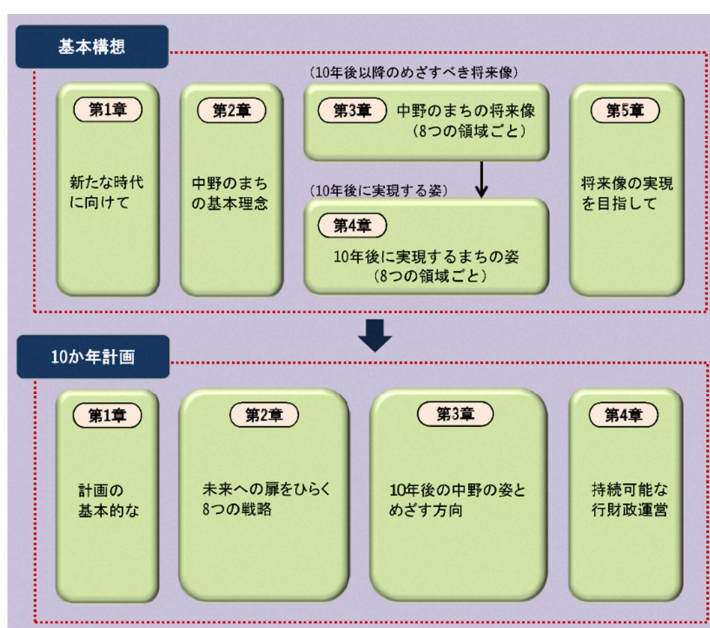 基本構想
第1章
新たな時代
に向けて
第2章
中野のまち
の基本理念
(10年後以降のめざすべき将来像)
第3章 中野のまちの将来像
(8つの領域ごと)
(10年後に実現する姿)
第4章
10年後に実現するまちの姿
(8つの領域ごと)
第5章
将来像の実現
を目指して
10か年計画
第1章
計画の
基本的な
第2章
未来への扉をひらく
8つの戦略
第3章
10年後の中野の姿と
めざす方向
第4章
持続可能な
行財政運営